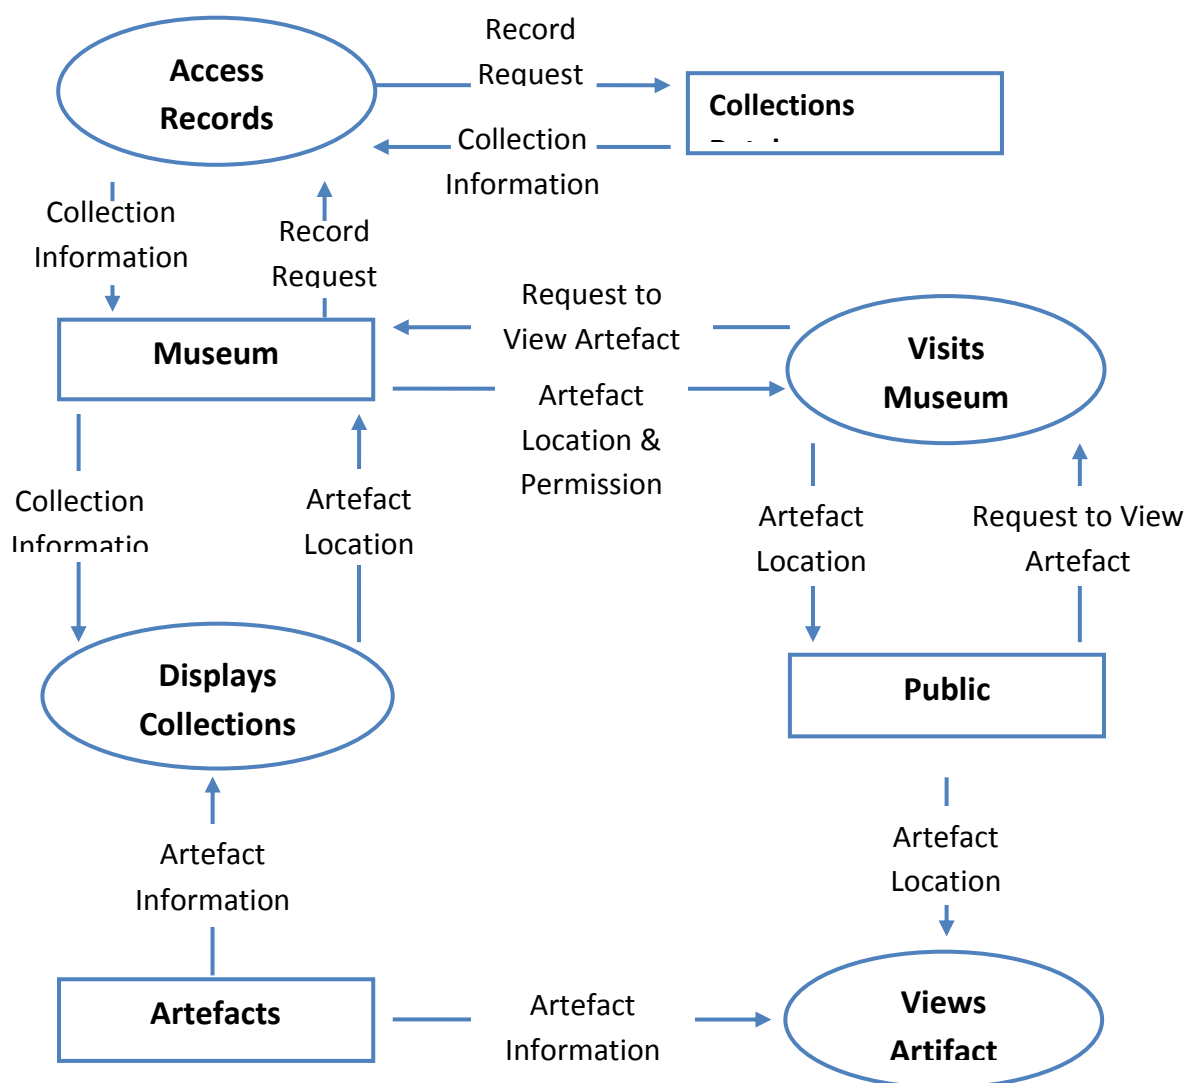 Access
Records
Record
Request
Collections
Collection
Information
Collection
Information
Record
Request
Museum
Request to
View Artefact
Artefact
Location &
Permission
Visits
Museum
Collection
Informatio
Artefact
Location
Artefact
Location
Request to View
Artefact
Displays
Collections
Public
Artefact
Information
Artefact
Location
Artefacts
Artefact
Information
Views
Artifact